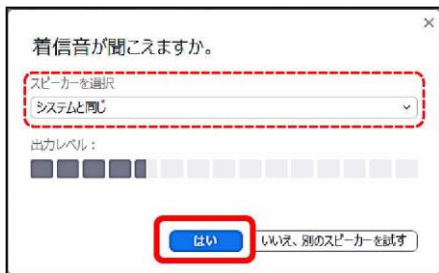 着信音が聞こえますか。
スピーカーを選択
システムと同じ
出力レベル：
はい
いいえ、別のスピーカーを試す